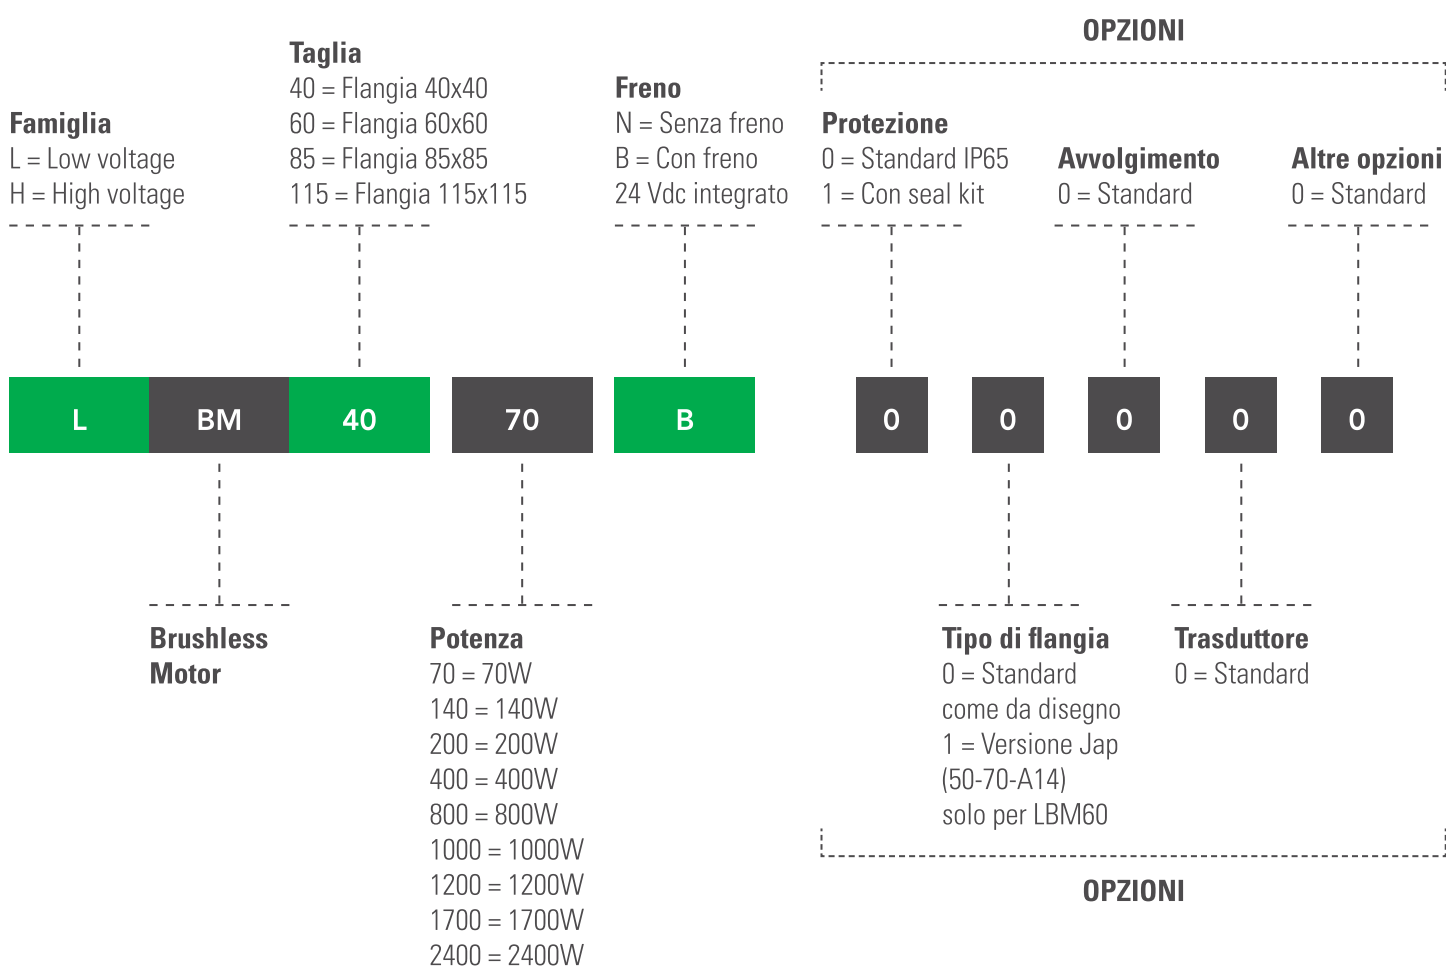 OPZIONI
Famiglia
L = Low voltage
H = High voltage
Taglia
40 = Flangia 40x40
60 = Flangia 60x60
85 = Flangia 85x85
115 = Flangia 115x115
Freno
N = Senza freno
B = Con freno
24 Vdc integrato
Protezione
0 = Standard IP65
1 = Con seal kit
Avvolgimento
0 = Standard
Altre opzioni
0 = Standard
L BM 40 70 B 0 0 0 0 0
Brushless
Motor
Potenza
70 = 70W
140 = 140W
200 = 200W
400 = 400W
800 = 800W
1000 = 1000W
1200 = 1200W
1700 = 1700W
2400 = 2400W
Tipo di flangia
0 = Standard
come da disegno
1 = Versione Jap
(50-70-A14)
solo per LBM60
Trasduttore
0 = Standard
OPZIONI